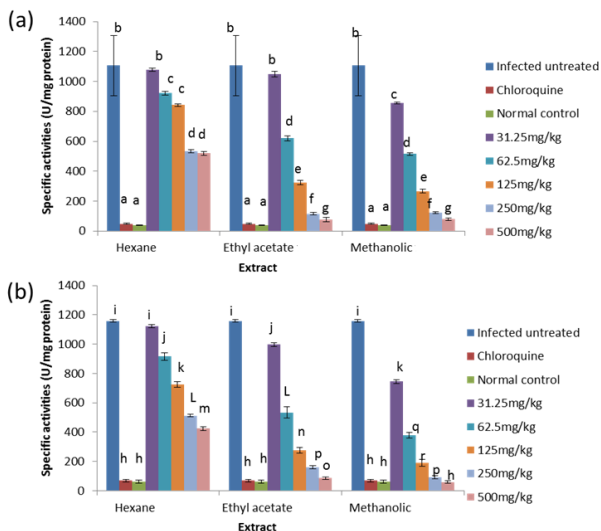 (a)
Specific activities (U/mg protein)
1400
1200
1000
800
600
400
200
0
b a a b c c d d
b a a b d e f g
b a a c d e f g
Hexane Ethyl acetate Methanolic
Extract
Infected untreated
Chloroquine
Normal control
31.25mg/kg
62.5mg/kg
125mg/kg
250mg/kg
500mg/kg
(b)
Specific activities (U/mg protein)
1400
1200
1000
800
600
400
200
0
i h h i j k L m
i h h j L n p o
i h h k q r p h
Hexane Ethyl acetate Methanolic
Extract
Infected untreated
Chloroquine
Normal control
31.25mg/kg
62.5mg/kg
125mg/kg
250mg/kg
500mg/kg